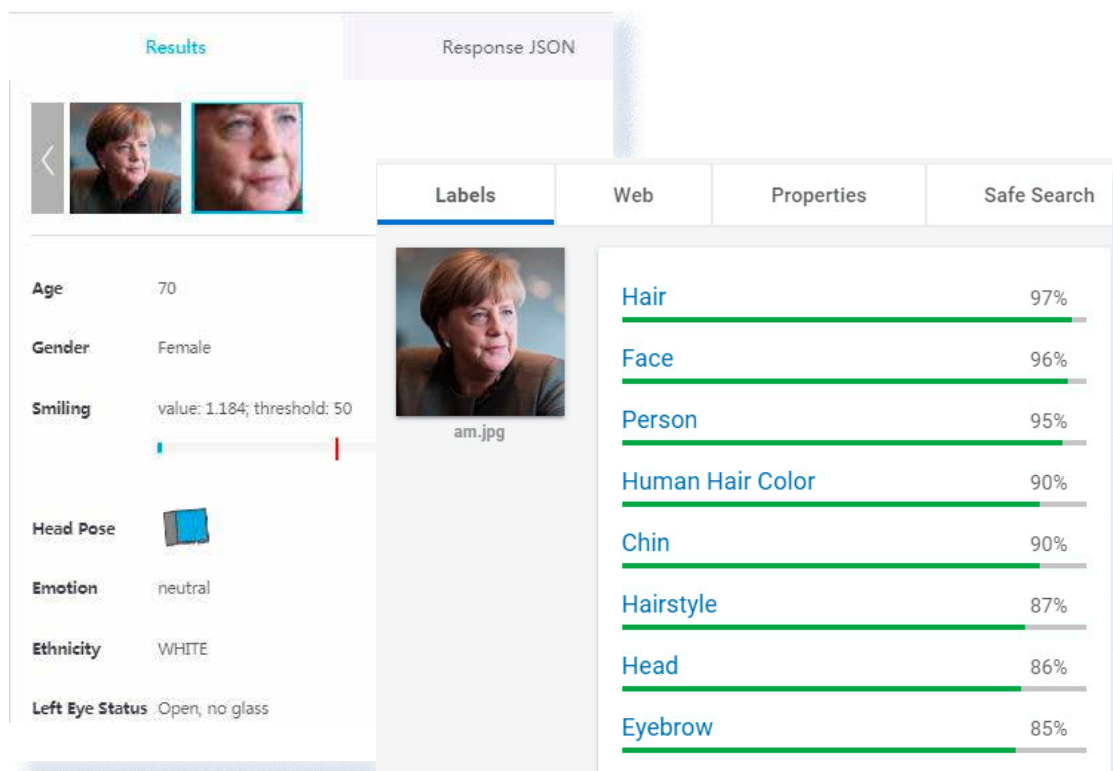 Results
Response JSON
Age 70
Gender Female
Smiling value: 1.184; threshold: 50
Head Pose
Emotion neutral
Ethnicity WHITE
Left Eye Status Open, no glass
Labels
Web
Properties
Safe Search
am.jpg
Hair 97%
Face 96%
Person 95%
Human Hair Color 90%
Chin 90%
Hairstyle 87%
Head 86%
Eyebrow 85%